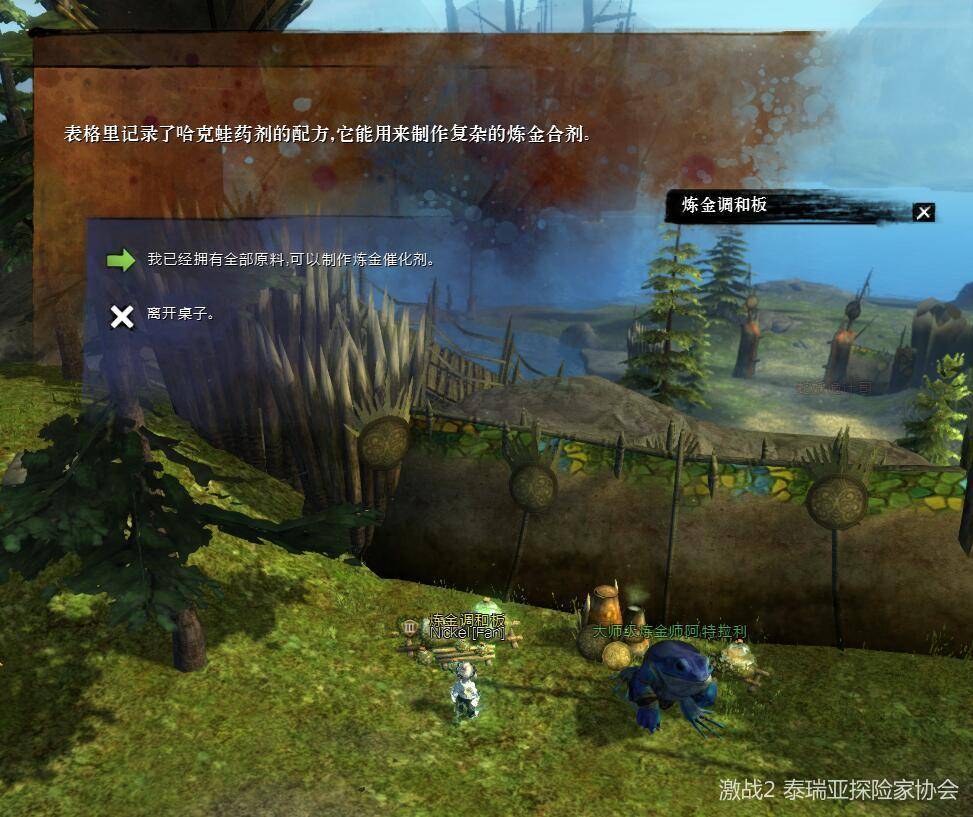 表格里记录了哈克蛙药剂的配方,它能用来制作复杂的炼金合剂。
炼金调和板
我已经拥有全部原料,可以制作炼金催化剂。
离开桌子。
炼金调和板
Nickel [Fan]
大师级炼金师阿特拉利
激战2 泰瑞亚探险家协会